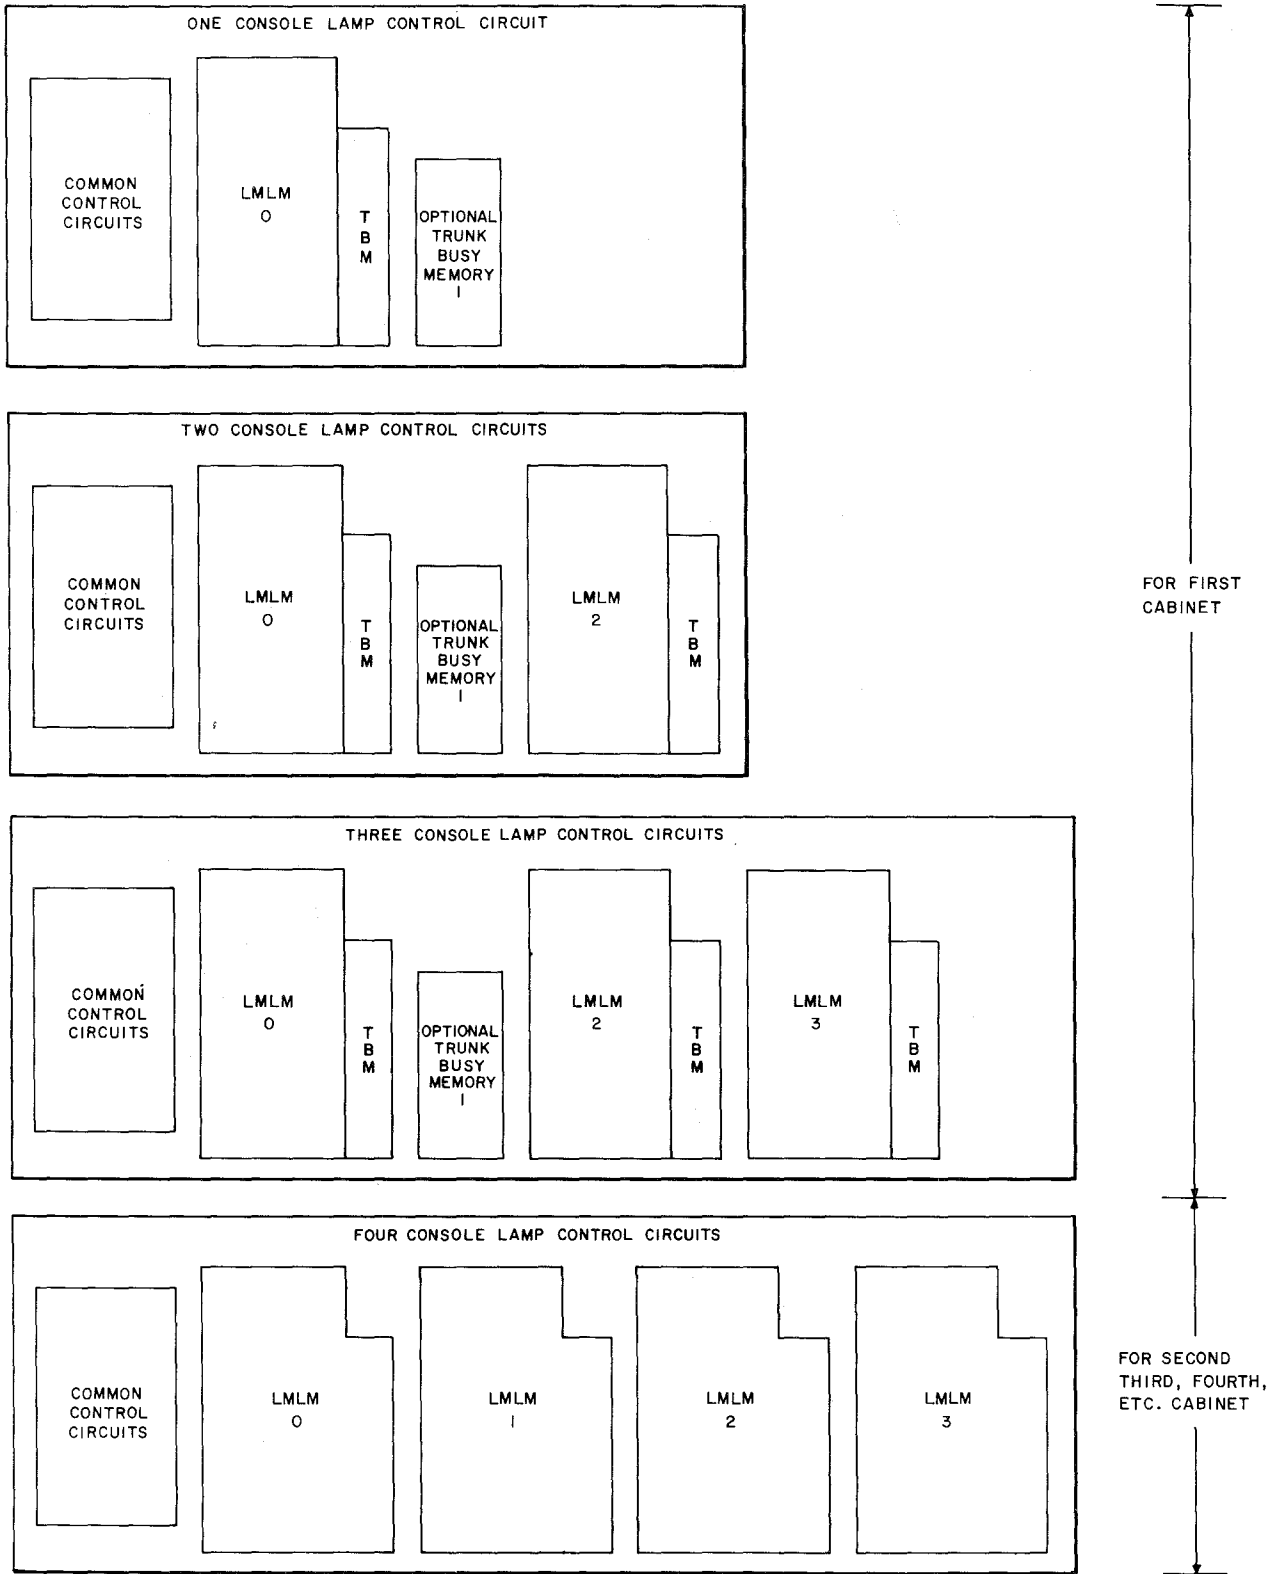 ONE CONSOLE LAMP CONTROL CIRCUIT
COMMON
CONTROL
CIRCUITS
LMLM
0
T
B
M
OPTIONAL
TRUNK
BUSY
MEMORY
1
TWO CONSOLE LAMP CONTROL CIRCUITS
COMMON
CONTROL
CIRCUITS
LMLM
0
T
B
M
OPTIONAL
TRUNK
BUSY
MEMORY
1
LMLM
2
T
B
M
FOR FIRST
CABINET
THREE CONSOLE LAMP CONTROL CIRCUITS
COMMON
CONTROL
CIRCUITS
LMLM
0
T
B
M
OPTIONAL
TRUNK
BUSY
MEMORY
1
LMLM
2
T
B
M
LMLM
3
T
B
M
FOUR CONSOLE LAMP CONTROL CIRCUITS
COMMON
CONTROL
CIRCUITS
LMLM
0
LMLM
1
LMLM
2
LMLM
3
FOR SECOND
THIRD, FOURTH,
ETC. CABINET